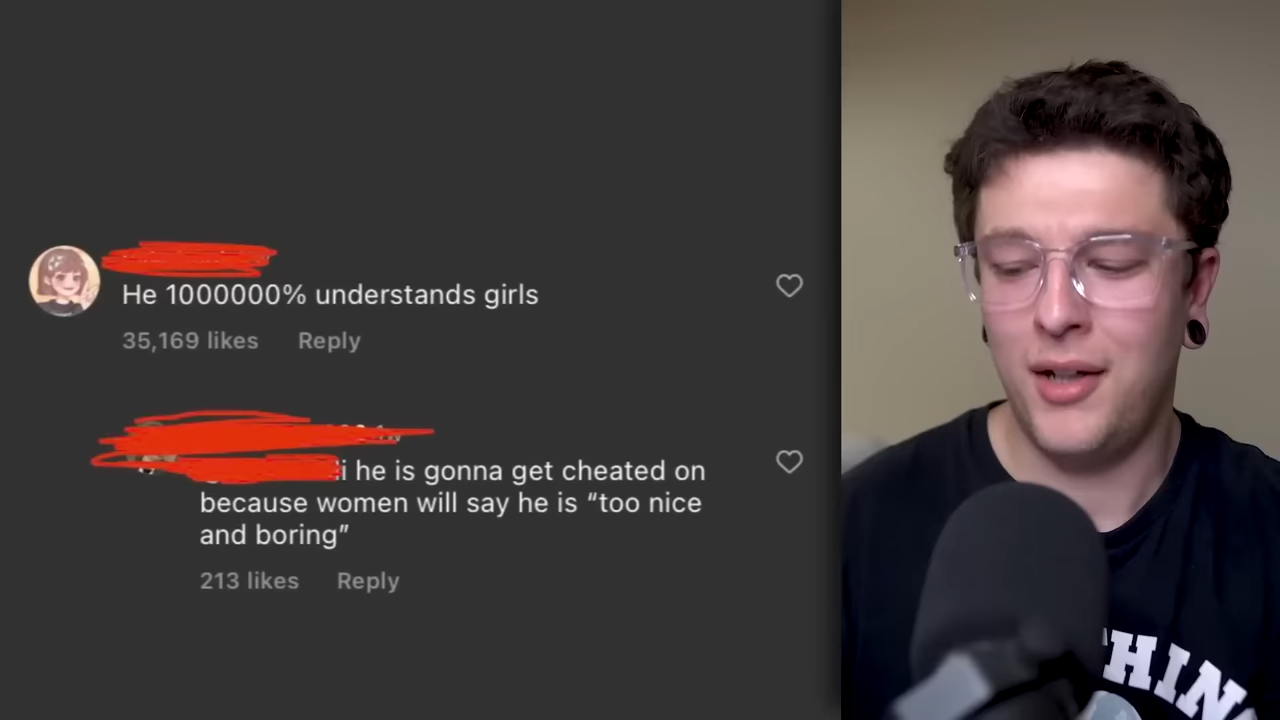 He 1000000% understands girls
35,169 likes Reply
he is gonna get cheated on
because women will say he is “too nice
and boring”
213 likes Reply